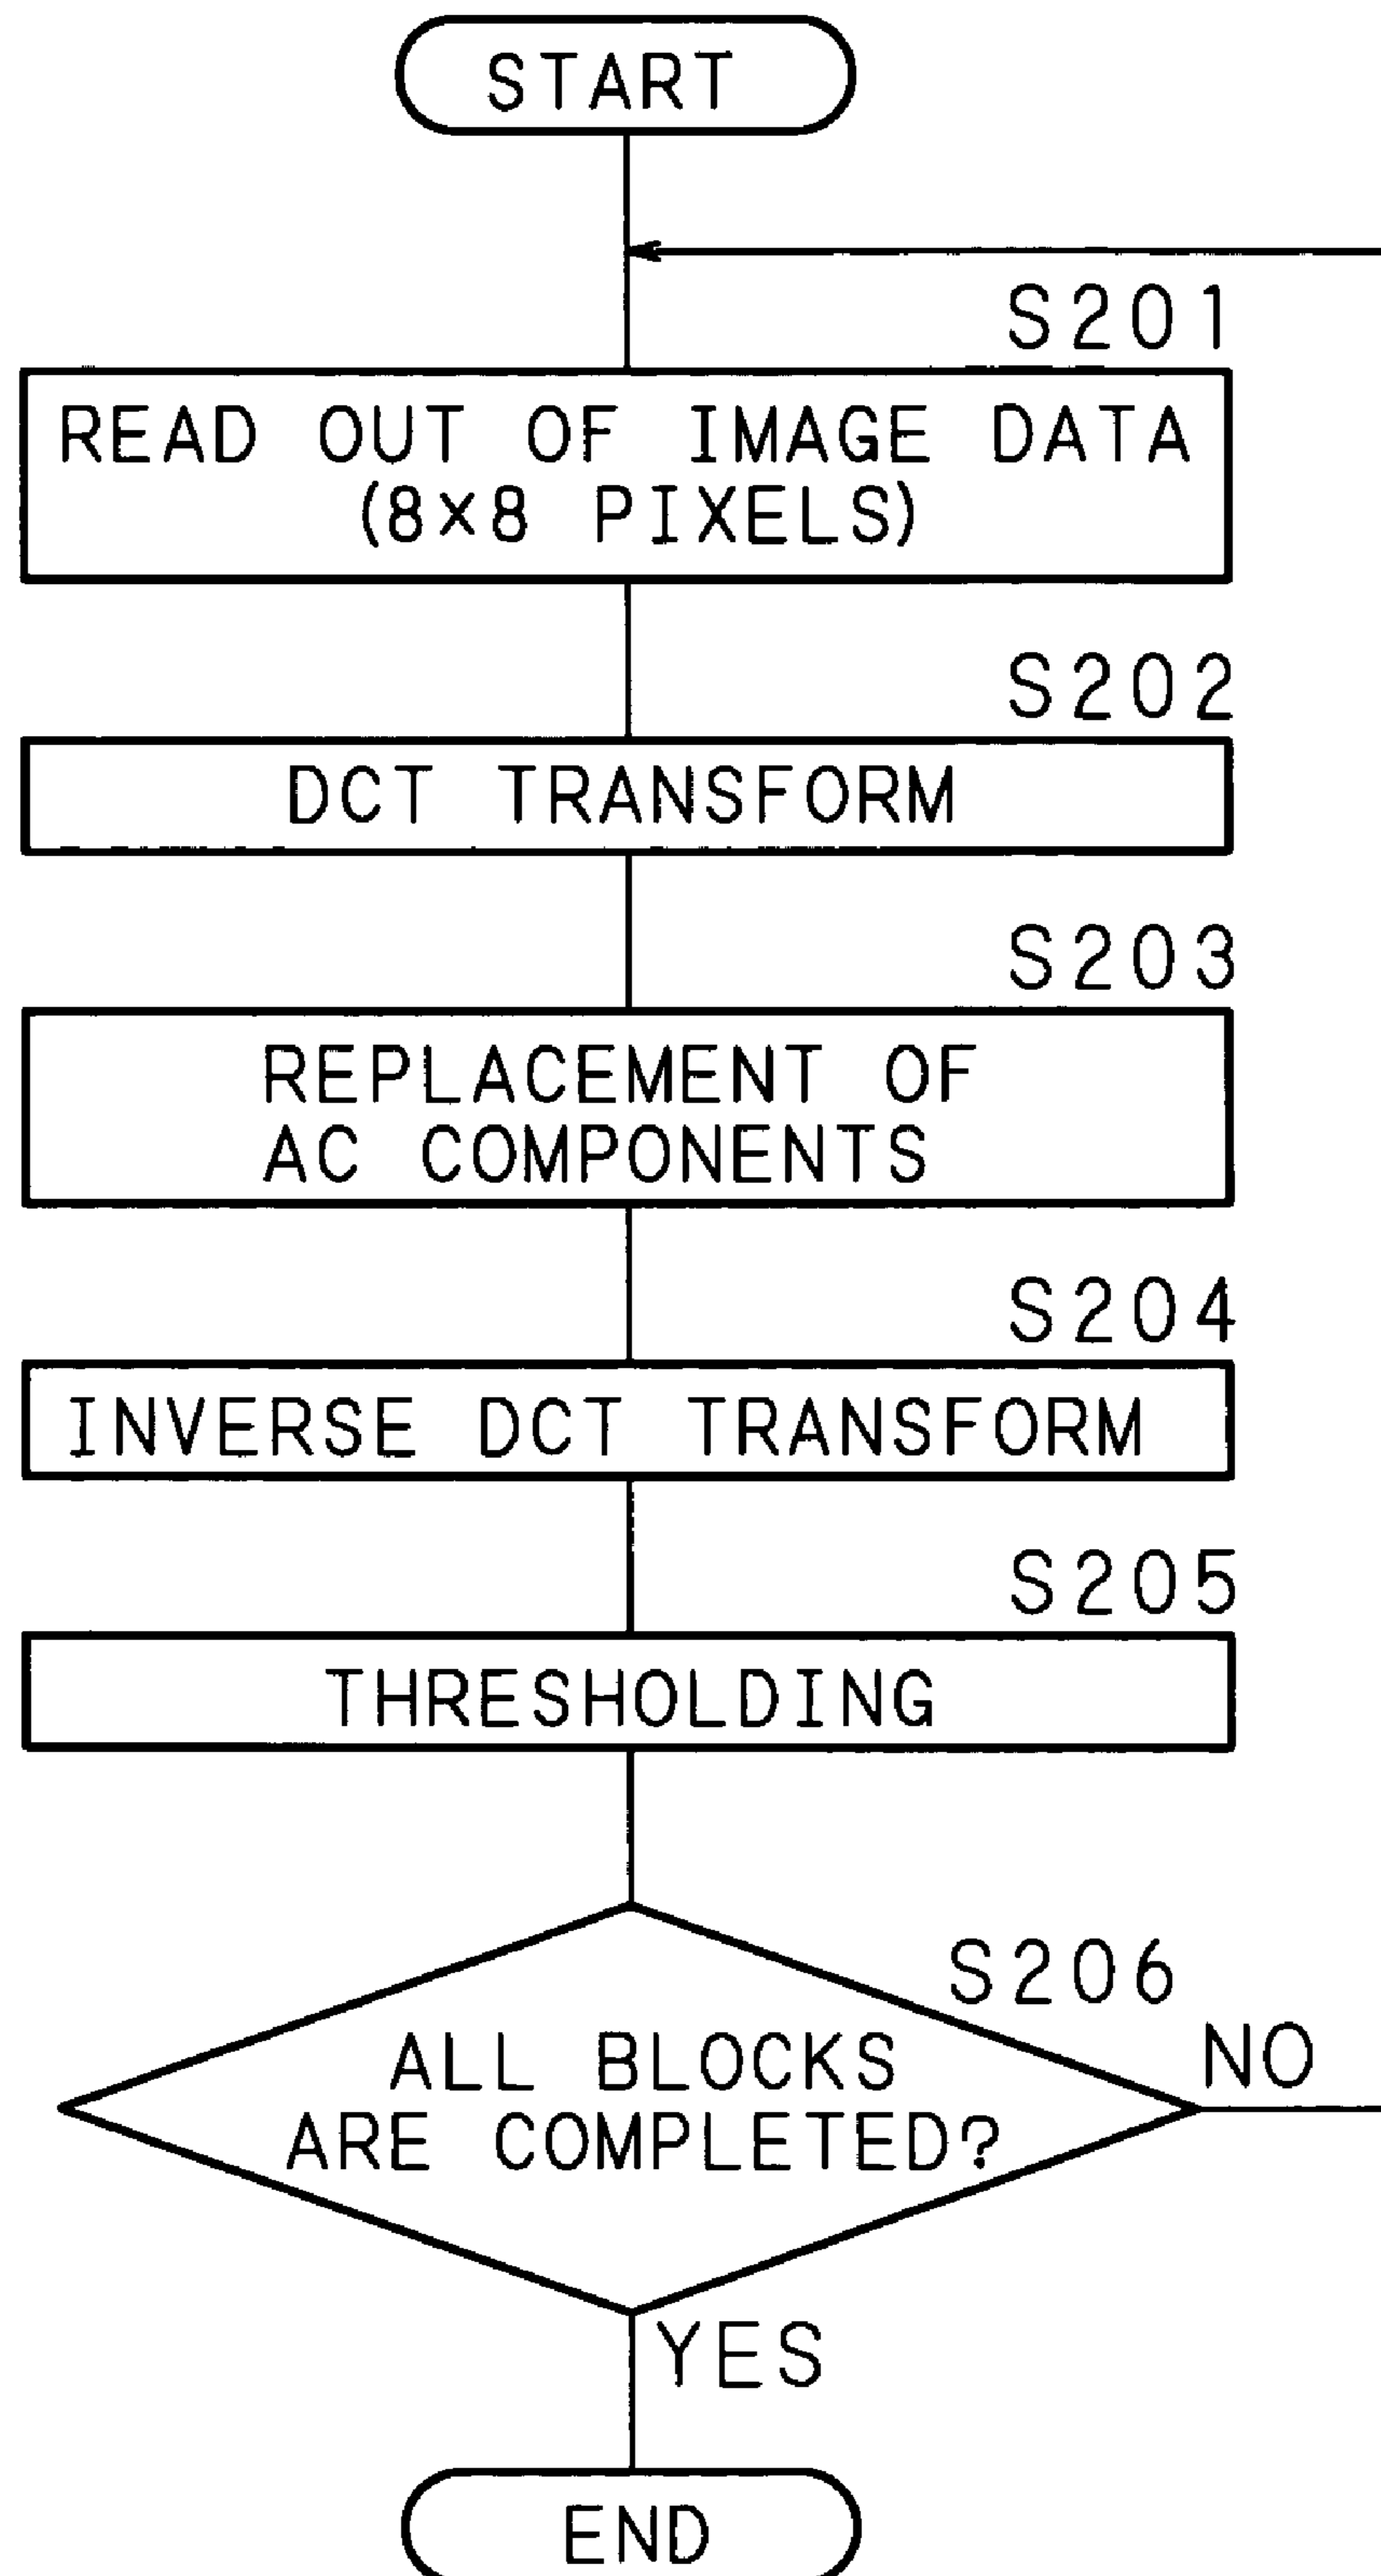 START
S201
READ OUT OF IMAGE DATA
(8×8 PIXELS)
S202
DCT TRANSFORM
S203
REPLACEMENT OF
AC COMPONENTS
S204
INVERSE DCT TRANSFORM
S205
THRESHOLDING
S206
ALL BLOCKS
ARE COMPLETED?
NO
YES
END